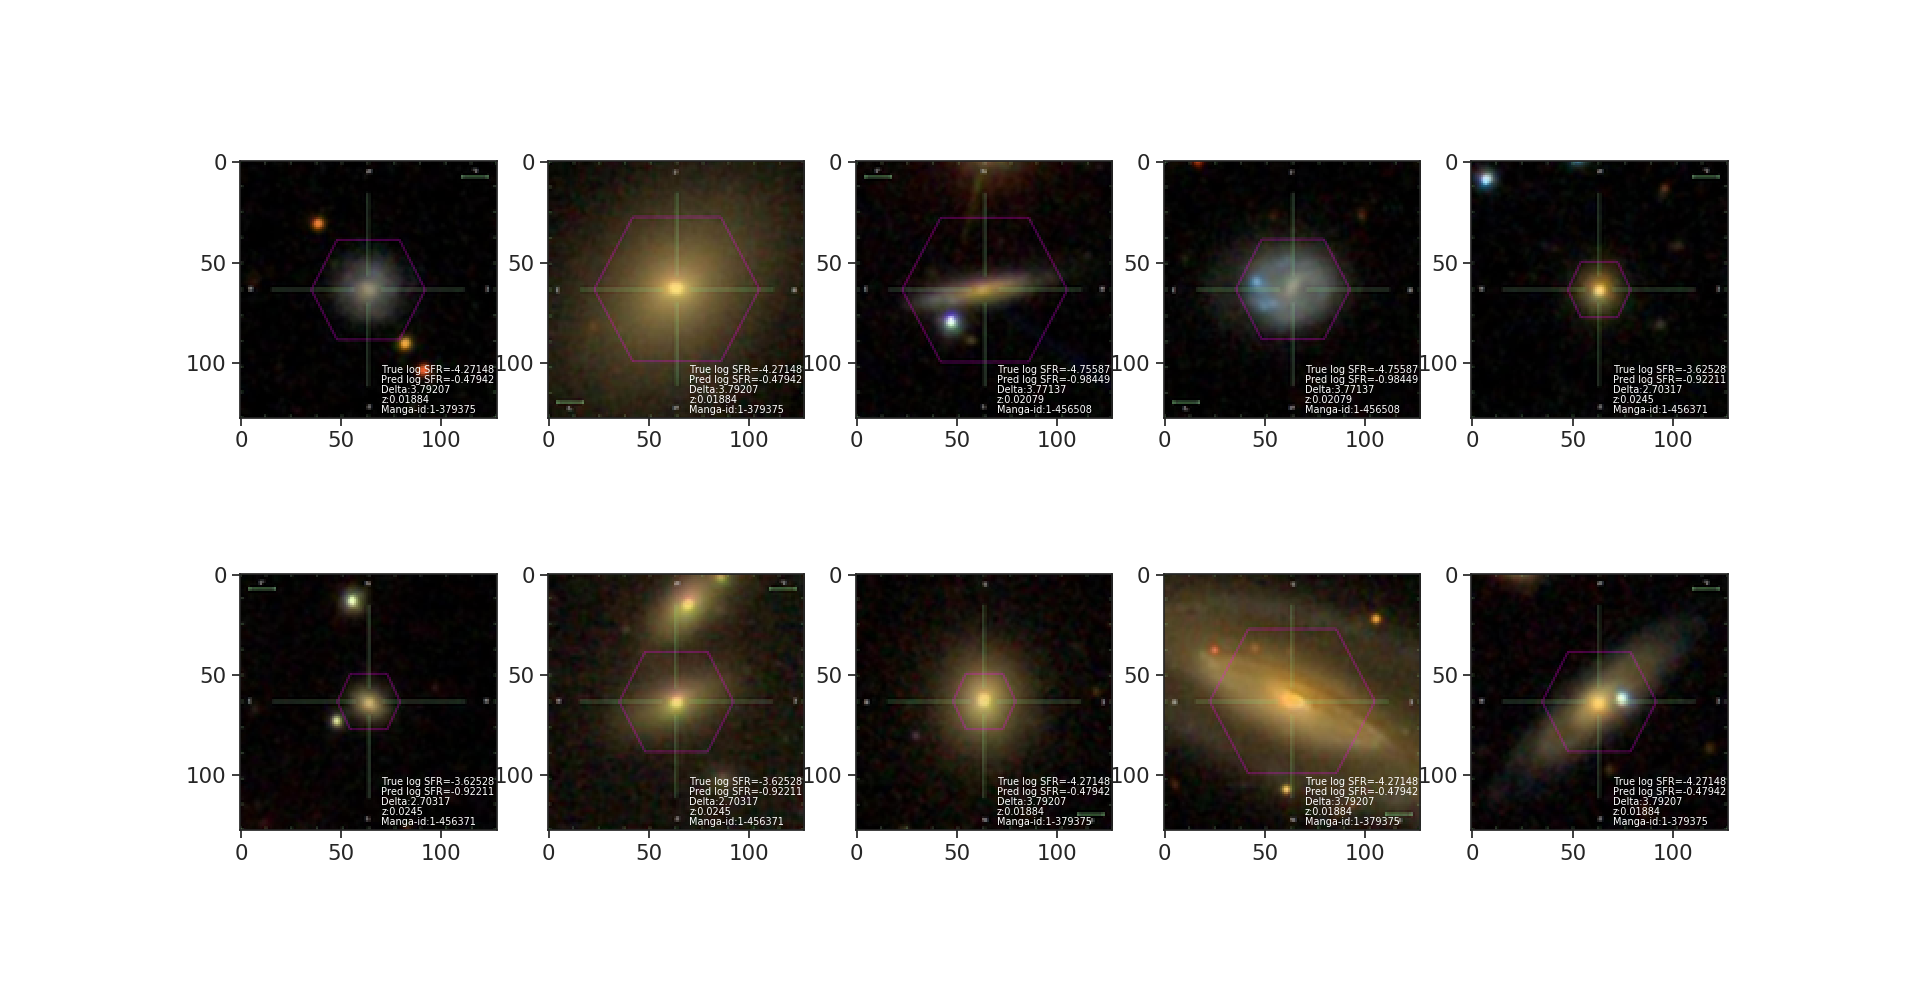 0
50
100
0 50 100
True log SFR=-4.27148
Pred log SFR=-0.47942
Delta:3.79207
z:0.01884
Manga-id:1-379375
0
50
100
0 50 100
True log SFR=-4.27148
Pred log SFR=-0.47942
Delta:3.79207
z:0.01884
Manga-id:1-379375
0
50
100
0 50 100
True log SFR=-4.75587
Pred log SFR=-0.98449
Delta:3.77137
z:0.02079
Manga-id:1-456508
0
50
100
0 50 100
True log SFR=-4.75587
Pred log SFR=-0.98449
Delta:3.77137
z:0.02079
Manga-id:1-456508
0
50
100
0 50 100
True log SFR=-3.62528
Pred log SFR=-0.92211
Delta:2.70317
z:0.0245
Manga-id:1-456371
0
50
100
0 50 100
True log SFR=-3.62528
Pred log SFR=-0.92211
Delta:2.70317
z:0.0245
Manga-id:1-456371
0
50
100
0 50 100
True log SFR=-3.62528
Pred log SFR=-0.92211
Delta:2.70317
z:0.0245
Manga-id:1-456371
0
50
100
0 50 100
True log SFR=-4.27148
Pred log SFR=-0.47942
Delta:3.79207
z:0.01884
Manga-id:1-379375
0
50
100
0 50 100
True log SFR=-4.27148
Pred log SFR=-0.47942
Delta:3.79207
z:0.01884
Manga-id:1-379375
0
50
100
0 50 100
True log SFR=-4.27148
Pred log SFR=-0.47942
Delta:3.79207
z:0.01884
Manga-id:1-379375